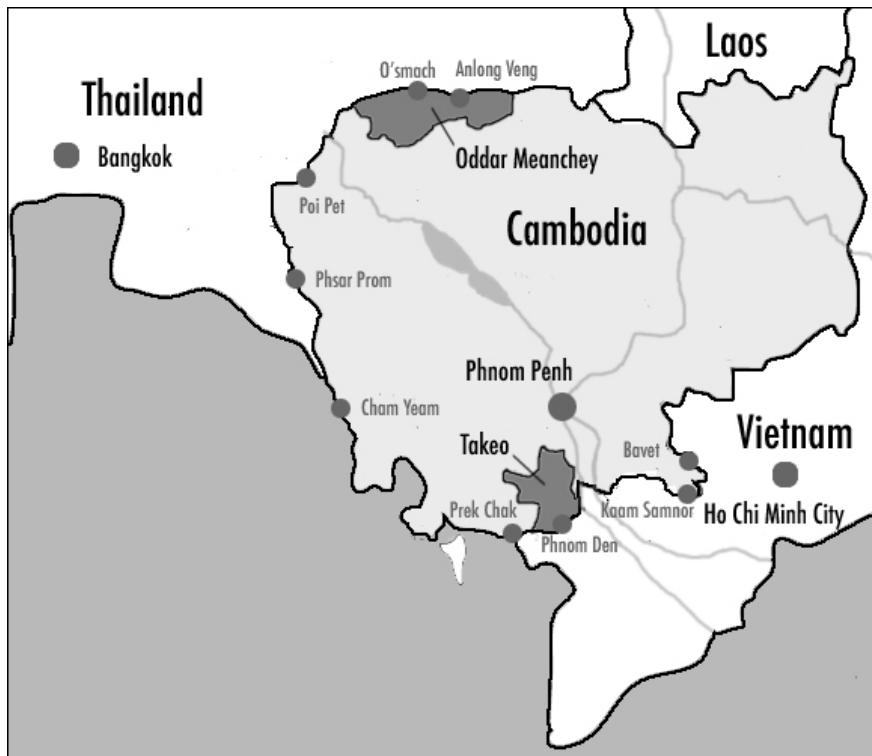 Laos
O'smach
Anlong Veng
Thailand
Bangkok
Oddar Meanchey
Poi Pet
Cambodia
Phsar Prom
Phnom Penh
Cham Yeam
Takeo
Bavet
Vietnam
Prek Chak
Kaam Samnor
Ho Chi Minh City
Phnom Den